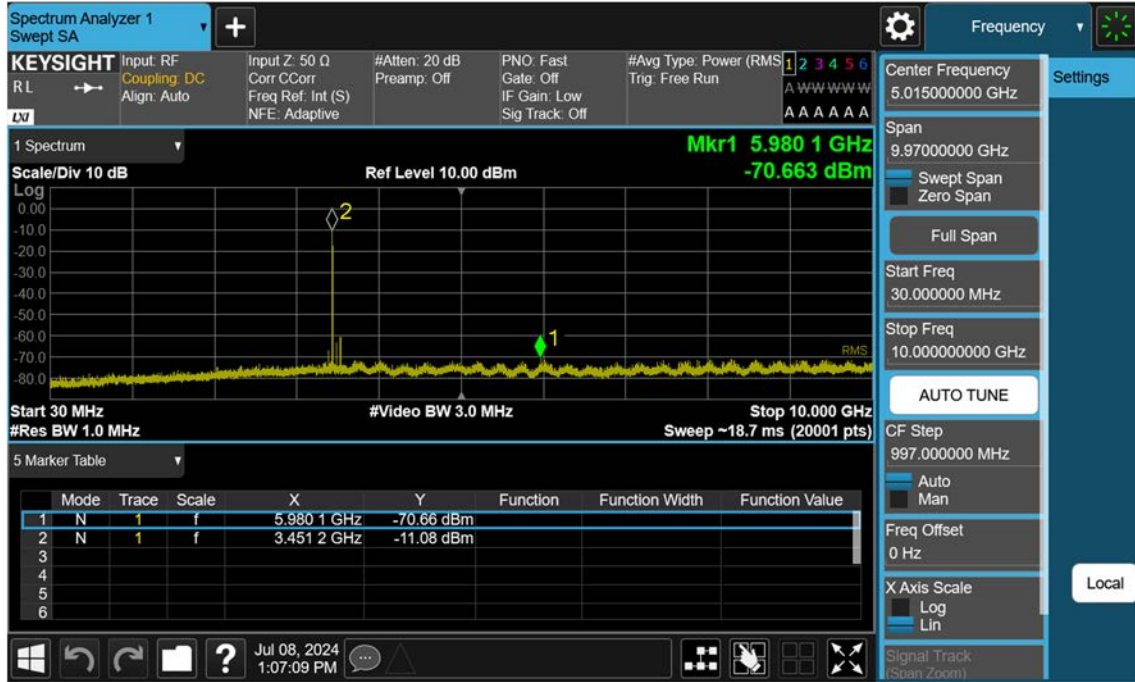 Spectrum Analyzer 1
Swept SA
+
Frequency
KEYSIGHT
R L
LXI
Input: RF
Coupling: DC
Align: Auto
Input Z: 50 Ω
Corr CCorr
Freq Ref: Int (S)
NFE: Adaptive
#Atten: 20 dB
Preamp: Off
PNO: Fast
Gate: Off
IF Gain: Low
Sig Track: Off
#Avg Type: Power (RMS
Trig: Free Run
1 2 3 4 5 6
A W W W W W
A A A A A A
1 Spectrum
Scale/Div 10 dB
Ref Level 10.00 dBm
Mkr1 5.980 1 GHz
-70.663 dBm
Log
0.00
-10.0
-20.0
-30.0
-40.0
-50.0
-60.0
-70.0
-80.0
2
1
RMS
Start 30 MHz
#Video BW 3.0 MHz
Stop 10.000 GHz
#Res BW 1.0 MHz
Sweep ~18.7 ms (20001 pts)
5 Marker Table
Mode Trace Scale X Y Function Function Width Function Value
1 N 1 f 5.980 1 GHz -70.66 dBm
2 N 1 f 3.451 2 GHz -11.08 dBm
3
4
5
6
?
Jul 08, 2024
1:07:09 PM
Center Frequency
5.015000000 GHz
Settings
Span
9.97000000 GHz
Swept Span
Zero Span
Full Span
Start Freq
30.000000 MHz
Stop Freq
10.000000000 GHz
AUTO TUNE
CF Step
997.000000 MHz
Auto
Man
Freq Offset
0 Hz
X Axis Scale
Log
Lin
Local
Signal Track
(Span Zoom)